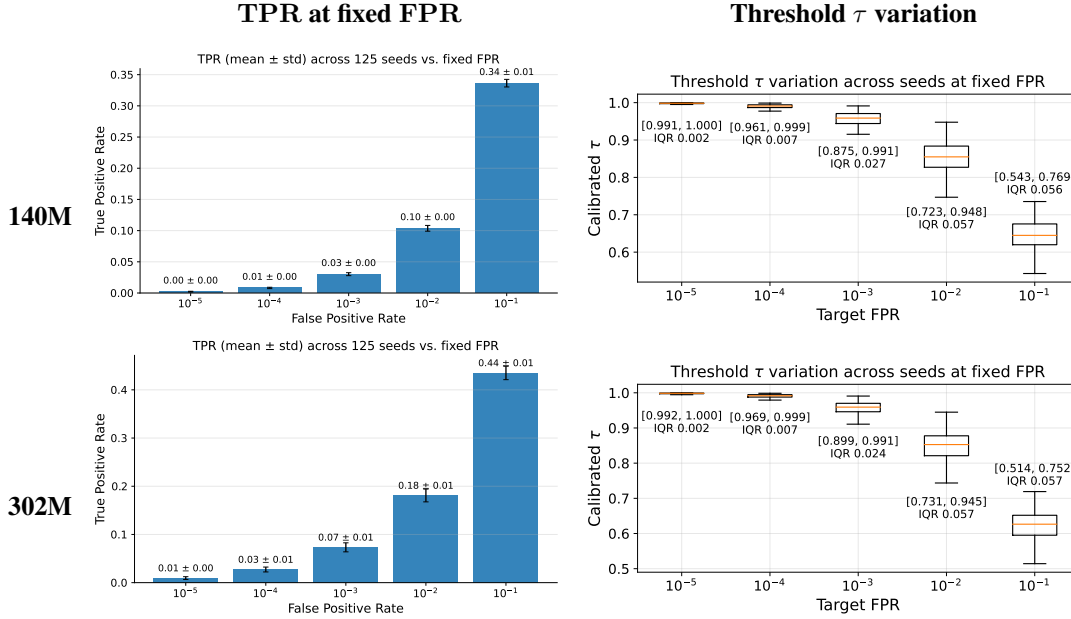 TPR at fixed FPR
Threshold τ variation
140M
TPR (mean ± std) across 125 seeds vs. fixed FPR
True Positive Rate
0.35
0.30
0.25
0.20
0.15
0.10
0.05
0.00
0.00 ± 0.00
0.01 ± 0.00
0.03 ± 0.00
0.10 ± 0.00
0.34 ± 0.01
10⁻⁵
10⁻⁴
10⁻³
10⁻²
10⁻¹
False Positive Rate
Threshold τ variation across seeds at fixed FPR
Calibrated τ
1.0
0.9
0.8
0.7
0.6
[0.991, 1.000]
IQR 0.002
[0.961, 0.999]
IQR 0.007
[0.875, 0.991]
IQR 0.027
[0.723, 0.948]
IQR 0.057
[0.543, 0.769
IQR 0.056
10⁻⁵
10⁻⁴
10⁻³
10⁻²
10⁻¹
Target FPR
302M
TPR (mean ± std) across 125 seeds vs. fixed FPR
True Positive Rate
0.4
0.3
0.2
0.1
0.0
0.01 ± 0.00
0.03 ± 0.01
0.07 ± 0.01
0.18 ± 0.01
0.44 ± 0.01
10⁻⁵
10⁻⁴
10⁻³
10⁻²
10⁻¹
False Positive Rate
Threshold τ variation across seeds at fixed FPR
Calibrated τ
1.0
0.9
0.8
0.7
0.6
0.5
[0.992, 1.000]
IQR 0.002
[0.969, 0.999]
IQR 0.007
[0.899, 0.991]
IQR 0.024
[0.731, 0.945]
IQR 0.057
[0.514, 0.752
IQR 0.057
10⁻⁵
10⁻⁴
10⁻³
10⁻²
10⁻¹
Target FPR